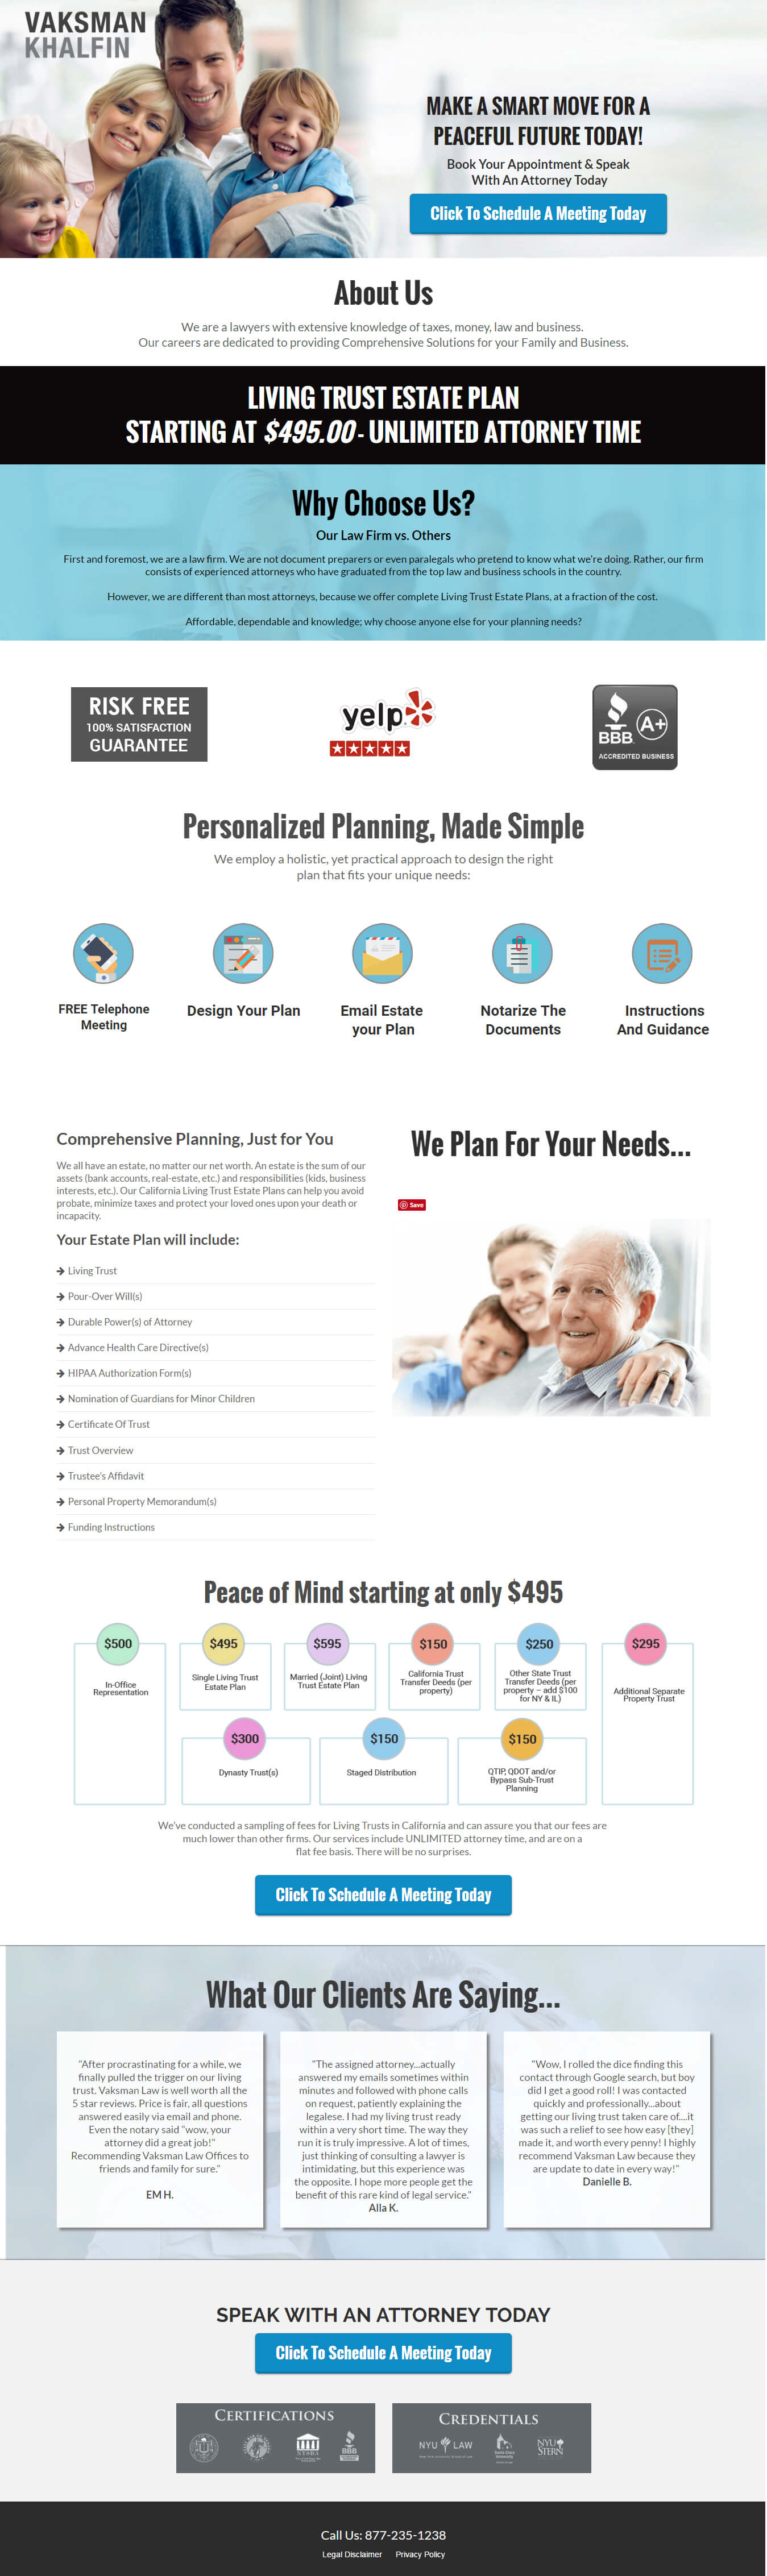 VAKSMAN
KHALFIN
MAKE A SMART MOVE FOR A
PEACEFUL FUTURE TODAY!
Book Your Appointment & Speak
With An Attorney Today
Click To Schedule A Meeting Today
About Us
We are a lawyers with extensive knowledge of taxes, money, law and business.
Our careers are dedicated to providing Comprehensive Solutions for your Family and Business.
LIVING TRUST ESTATE PLAN
STARTING AT $495.00 - UNLIMITED ATTORNEY TIME
Why Choose Us?
Our Law Firm vs. Others
First and foremost, we are a law firm. We are not document preparers or even paralegals who pretend to know what we're doing. Rather, our firm
consists of experienced attorneys who have graduated from the top law and business schools in the country.
However, we are different than most attorneys, because we offer complete Living Trust Estate Plans, at a fraction of the cost.
Affordable, dependable and knowledge; why choose anyone else for your planning needs?
RISK FREE
100% SATISFACTION
GUARANTEE
yelp
BBB
A+
ACCREDITED BUSINESS
Personalized Planning, Made Simple
We employ a holistic, yet practical approach to design the right
plan that fits your unique needs:
FREE Telephone
Meeting
Design Your Plan
Email Estate
your Plan
Notarize The
Documents
Instructions
And Guidance
Comprehensive Planning, Just for You
We all have an estate, no matter our net worth. An estate is the sum of our
assets (bank accounts, real-estate, etc.) and responsibilities (kids, business
interests, etc.). Our California Living Trust Estate Plans can help you avoid
probate, minimize taxes and protect your loved ones upon your death or
incapacity.
Your Estate Plan will include:
Living Trust
Pour-Over Will(s)
Durable Power(s) of Attorney
Advance Health Care Directive(s)
HIPAA Authorization Form(s)
Nomination of Guardians for Minor Children
Certificate Of Trust
Trust Overview
Trustee's Affidavit
Personal Property Memorandum(s)
Funding Instructions
We Plan For Your Needs...
Save
Peace of Mind starting at only $495
$500
In-Office
Representation
$495
Single Living Trust
Estate Plan
$595
Married (Joint) Living
Trust Estate Plan
$150
California Trust
Transfer Deeds (per
property)
$250
Other State Trust
Transfer Deeds (per
property – add $100
for NY & IL)
$295
Additional Separate
Property Trust
$300
Dynasty Trust(s)
$150
Staged Distribution
$150
QTIP, QDOT and/or
Bypass Sub-Trust
Planning
We've conducted a sampling of fees for Living Trusts in California and can assure you that our fees are
much lower than other firms. Our services include UNLIMITED attorney time, and are on a
flat fee basis. There will be no surprises.
Click To Schedule A Meeting Today
What Our Clients Are Saying...
"After procrastinating for a while, we
finally pulled the trigger on our living
trust. Vaksman Law is well worth all the
5 star reviews. Price is fair, all questions
answered easily via email and phone.
Even the notary said "wow, your
attorney did a great job!"
Recommending Vaksman Law Offices to
friends and family for sure."
EM H.
"The assigned attorney...actually
answered my emails sometimes within
minutes and followed with phone calls
on request, patiently explaining the
legalese. I had my living trust ready
within a very short time. The way they
run it is truly impressive. A lot of times,
just thinking of consulting a lawyer is
intimidating, but this experience was
the opposite. I hope more people get the
benefit of this rare kind of legal service."
Alla K.
"Wow, I rolled the dice finding this
contact through Google search, but boy
did I get a good roll! I was contacted
quickly and professionally...about
getting our living trust taken care of....it
was such a relief to see how easy [they]
made it, and worth every penny! I highly
recommend Vaksman Law because they
are update to date in every way!"
Danielle B.
SPEAK WITH AN ATTORNEY TODAY
Click To Schedule A Meeting Today
CERTIFICATIONS
NYSBA
BBB
CREDENTIALS
NYU LAW
Santa Clara
University
NYU
STERN
Call Us: 877-235-1238
Legal Disclaimer
Privacy Policy